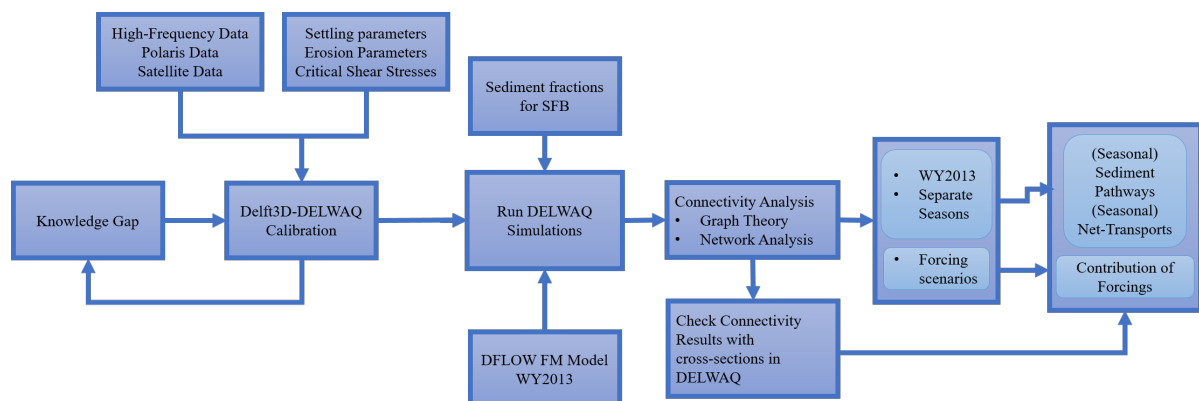 High-Frequency Data
Polaris Data
Satellite Data
Settling parameters
Erosion Parameters
Critical Shear Stresses
Sediment fractions
for SFB
Knowledge Gap
Delft3D-DELWAQ
Calibration
Run DELWAQ
Simulations
DFLOW FM Model
WY2013
Connectivity Analysis
• Graph Theory
• Network Analysis
Check Connectivity
Results with
cross-sections in
DELWAQ
• WY2013
• Separate
Seasons
• Forcing
scenarios
(Seasonal)
Sediment
Pathways
(Seasonal)
Net-Transports
Contribution of
Forcings